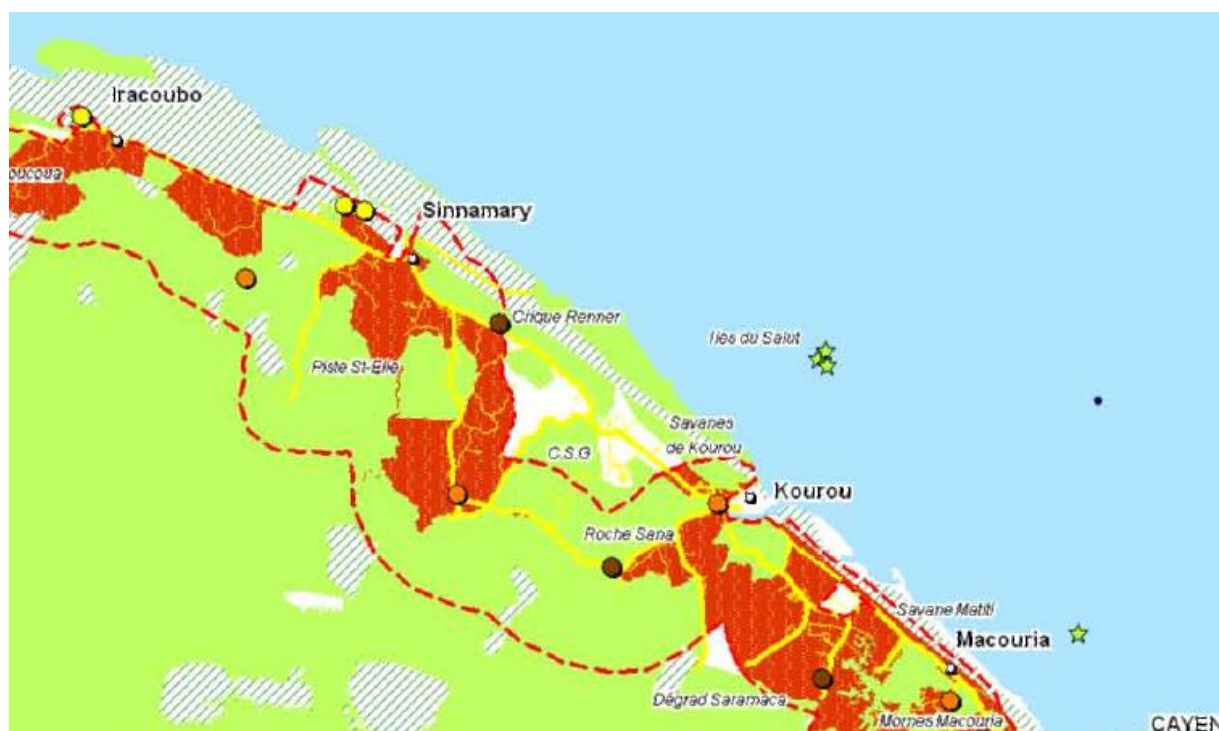 Iracoubo
oucoua
Sinnamary
Crique Renner
Iles du Salut
Piste St-Elie
Savanes
de Kourou
C.S.G
Kourou
Roche Sana
Savane Matiti
Macouria
Dégrad Saramaca
Mornes Macouria
CAYEN